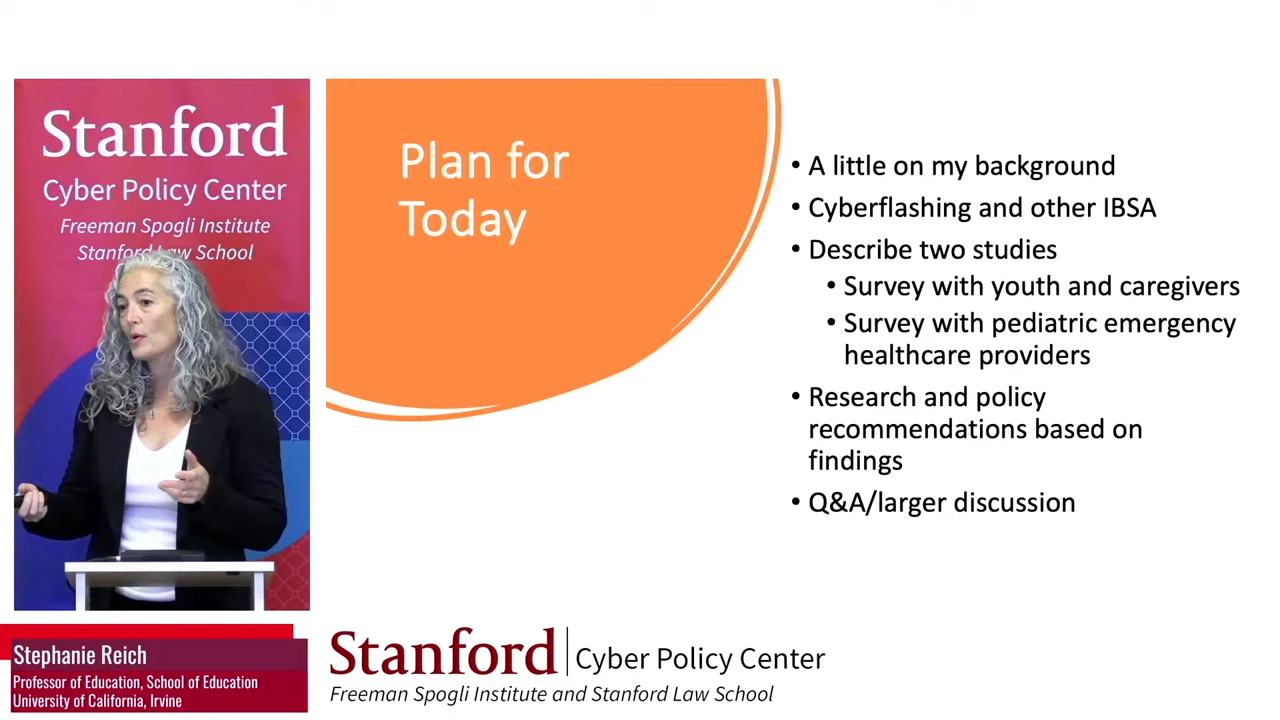 Stanford
Cyber Policy Center
Freeman Spogli Institute
Stanford Law School
Plan for
Today
• A little on my background
• Cyberflashing and other IBSA
• Describe two studies
• Survey with youth and caregivers
• Survey with pediatric emergency
healthcare providers
• Research and policy
recommendations based on
findings
• Q&A/larger discussion
Stephanie Reich
Professor of Education, School of Education
University of California, Irvine
Stanford | Cyber Policy Center
Freeman Spogli Institute and Stanford Law School